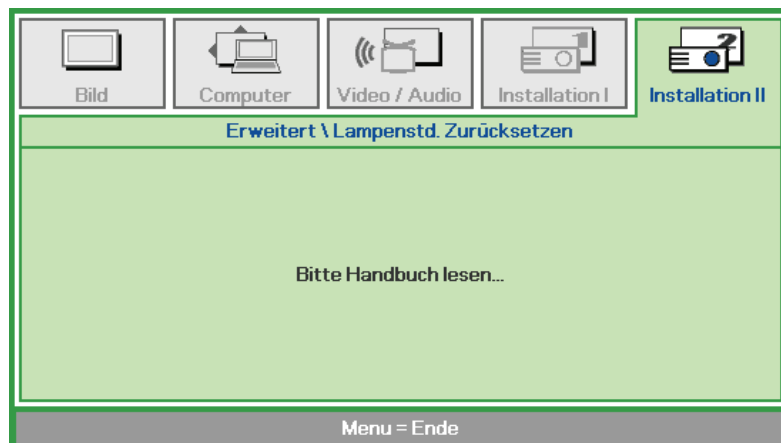 Bild
Computer
Video / Audio
Installation I
Installation II
Erweitert \ Lampenstd. Zurücksetzen
Bitte Handbuch lesen...
Menu = Ende